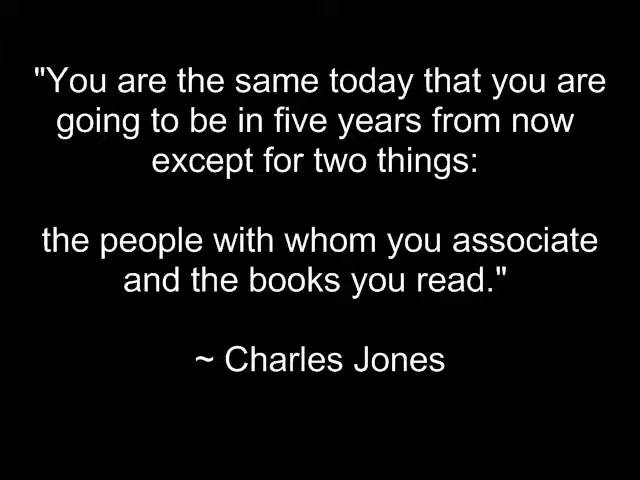 "You are the same today that you are
going to be in five years from now
except for two things:
the people with whom you associate
and the books you read."
~ Charles Jones